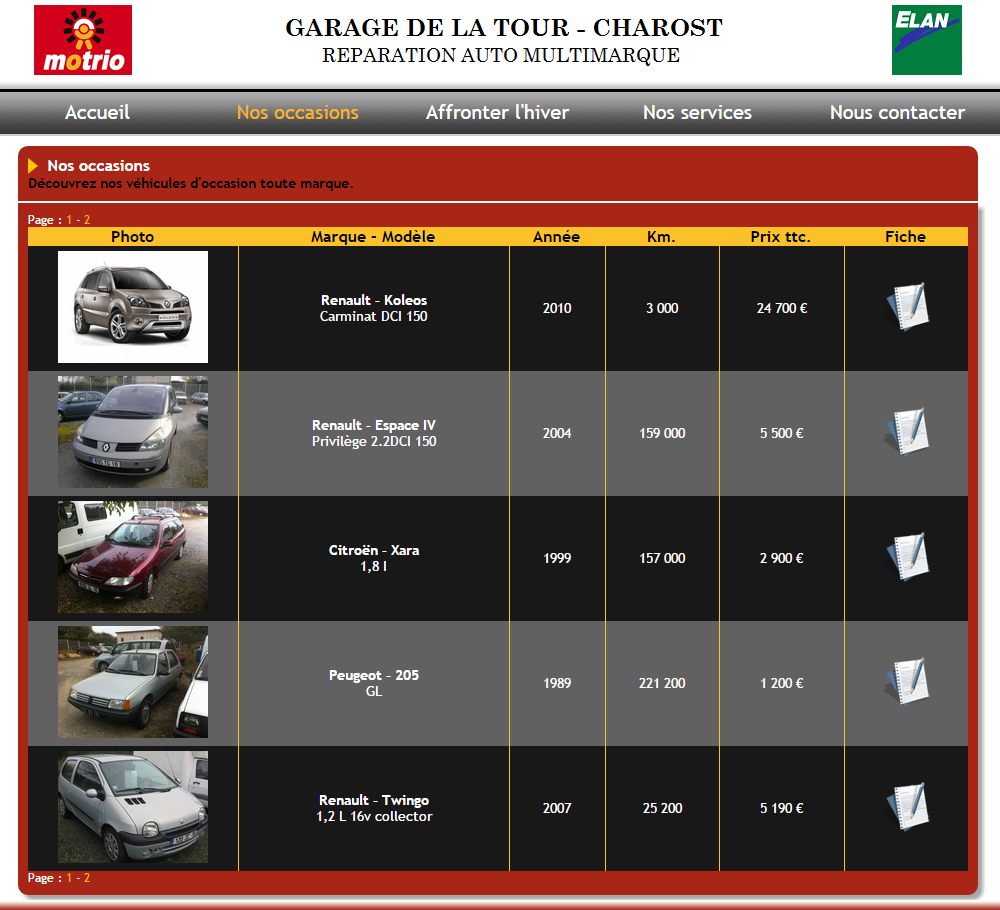 motrio
GARAGE DE LA TOUR - CHAROST
REPARATION AUTO MULTIMARQUE
ELAN
Accueil Nos occasions Affronter l'hiver Nos services Nous contacter
Nos occasions
Découvrez nos véhicules d'occasion toute marque.
Page : 1 - 2
Photo Marque - Modèle Année Km. Prix ttc. Fiche
Renault - Koleos
Carminat DCI 150
2010 3 000 24 700 €
Renault - Espace IV
Privilège 2.2DCI 150
2004 159 000 5 500 €
Citroën - Xara
1,8 l
1999 157 000 2 900 €
Peugeot - 205
GL
1989 221 200 1 200 €
Renault - Twingo
1,2 L 16v collector
2007 25 200 5 190 €
Page : 1 - 2